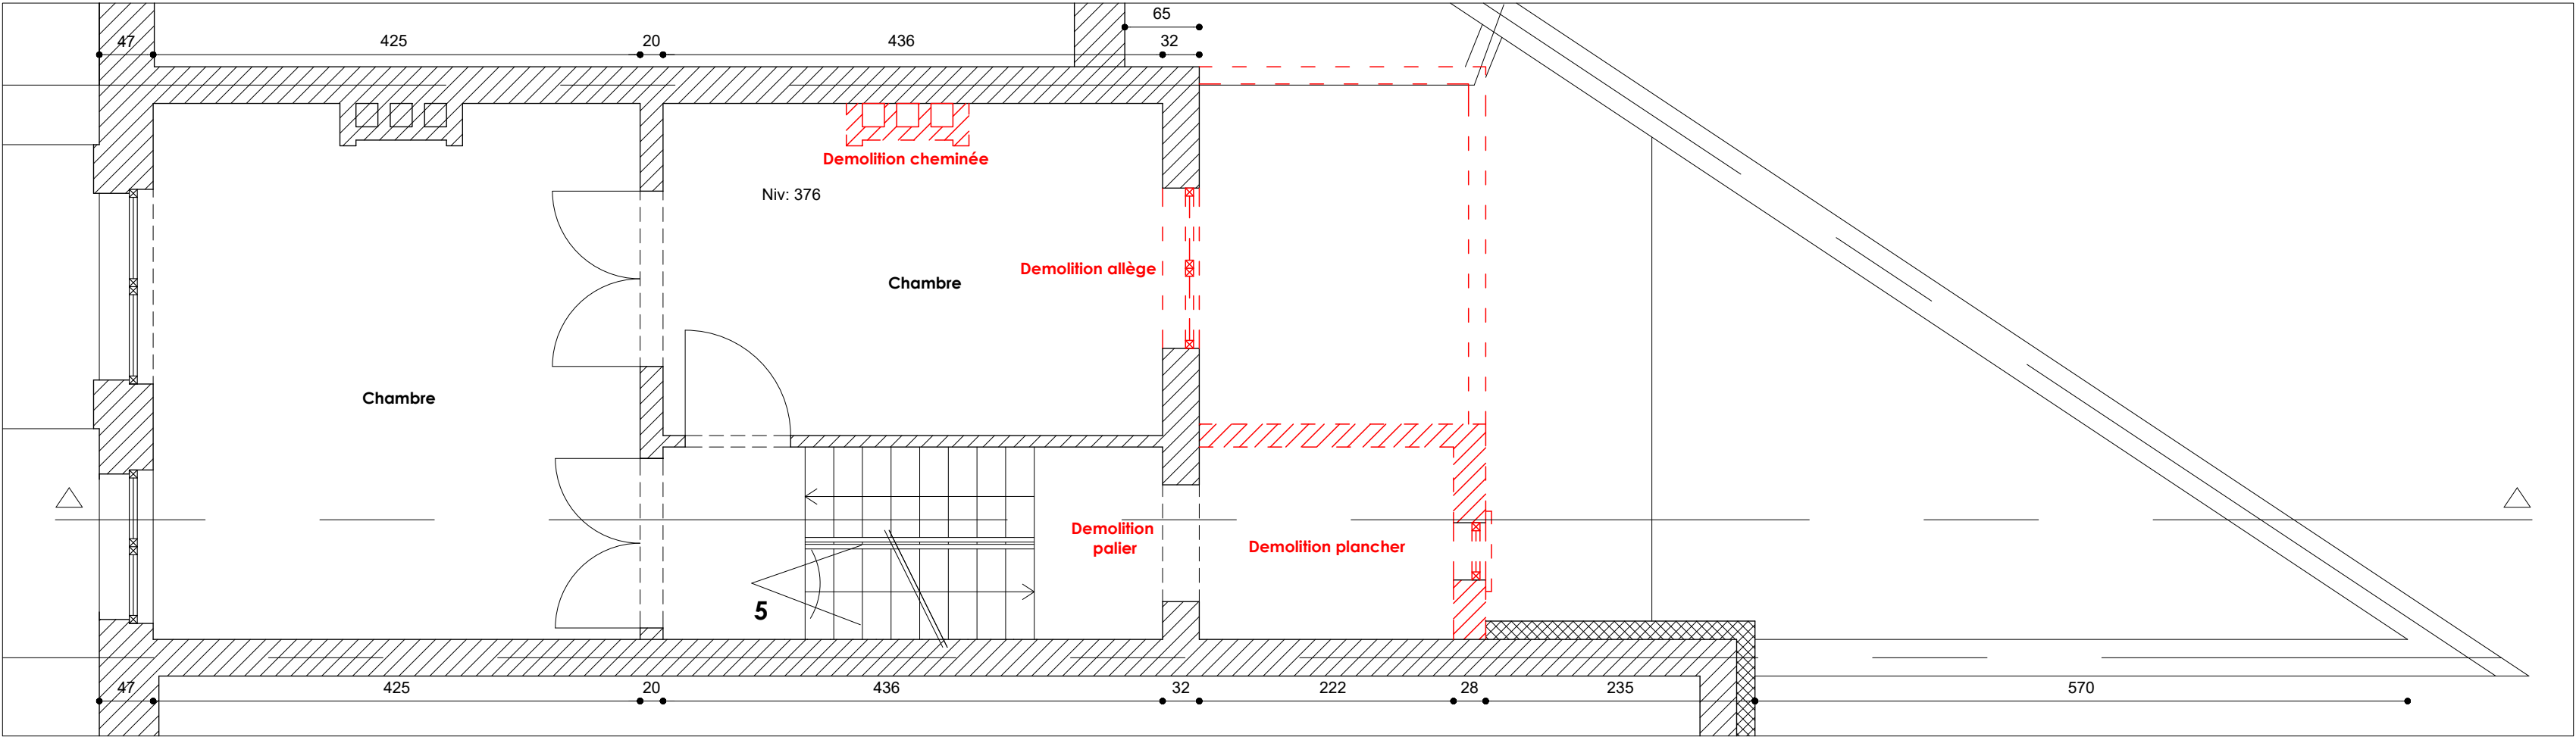 65
47
425
20
436
32
Demolition cheminée
Niv: 376
Demolition allège
Chambre
Chambre
Demolition
palier
Demolition plancher
5
47
425
20
436
32
222
28
235
570